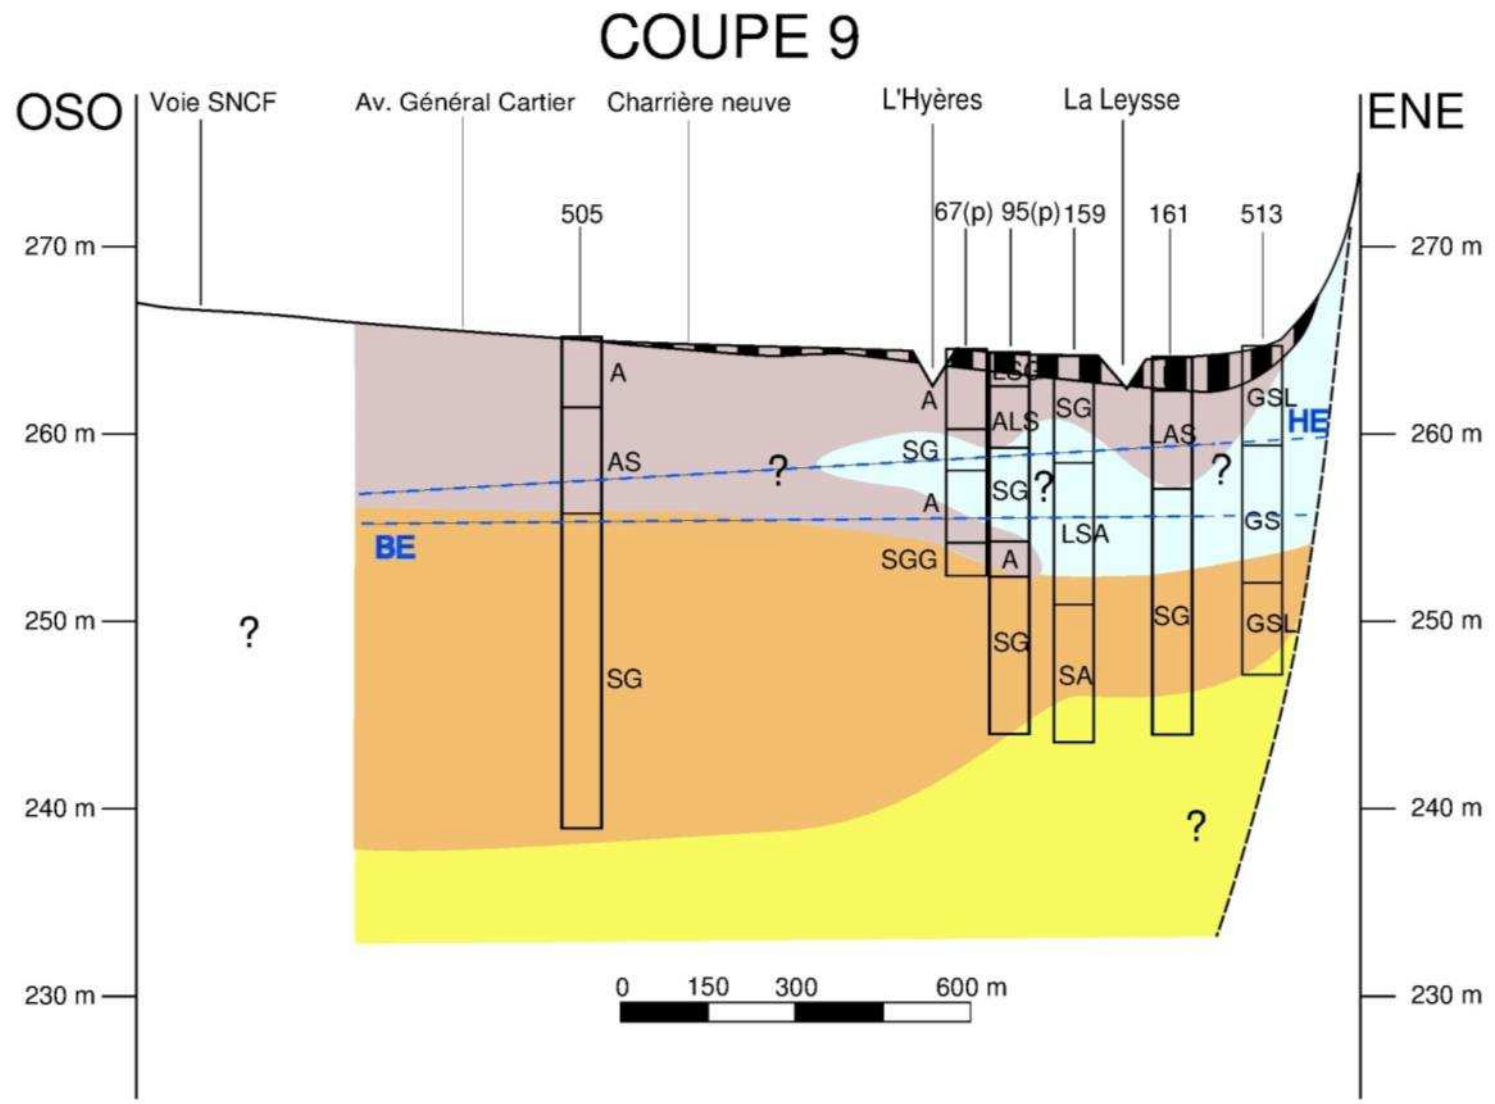 COUPE 9
OSO
Voie SNCF
Av. Général Cartier
Charrière neuve
L'Hyères
La Leysse
ENE
505
67(p)
95(p)
159
161
513
270 m
270 m
A
LSG
A
ALS
SG
GSL
HE
260 m
LAS
260 m
SG
AS
?
?
?
SG
A
GS
LSA
BE
SGG
A
250 m
?
SG
GSL
250 m
SG
SG
SA
240 m
?
240 m
230 m
0 150 300 600 m
230 m